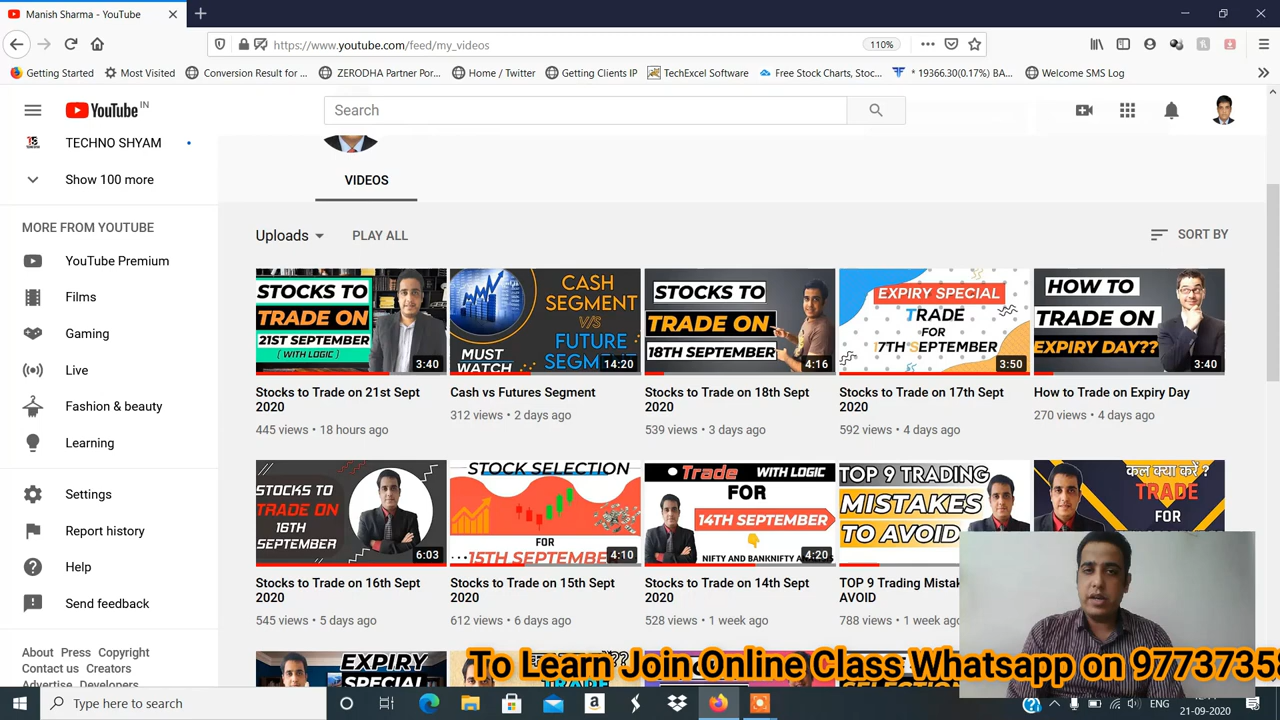 Manish Sharma - YouTube
https://www.youtube.com/feed/my_videos
110%
Getting Started
Most Visited
Conversion Result for ...
ZERODHA Partner Por...
Home / Twitter
Getting Clients IP
TechExcel Software
Free Stock Charts, Stoc...
* 19366.30(0.17%) BA...
Welcome SMS Log
YouTube IN
Search
TECHNO SHYAM
Show 100 more
MORE FROM YOUTUBE
YouTube Premium
Films
Gaming
Live
Fashion & beauty
Learning
Settings
Report history
Help
Send feedback
About Press Copyright
Contact us Creators
Advertise Developers
VIDEOS
Uploads
PLAY ALL
SORT BY
STOCKS TO
TRADE ON
21ST SEPTEMBER
( WITH LOGIC )
3:40
Stocks to Trade on 21st Sept
2020
445 views • 18 hours ago
CASH
SEGMENT
V/S
FUTURE
SEGM
MUST
WATCH
14:20
Cash vs Futures Segment
312 views • 2 days ago
STOCKS TO
TRADE ON
18TH SEPTEMBER
4:16
Stocks to Trade on 18th Sept
2020
539 views • 3 days ago
EXPIRY SPECIAL
TRADE
FOR
17TH SEPTEMBER
3:50
Stocks to Trade on 17th Sept
2020
592 views • 4 days ago
HOW TO
TRADE ON
EXPIRY DAY??
3:40
How to Trade on Expiry Day
270 views • 4 days ago
STOCKS TO
TRADE ON
16TH
SEPTEMBER
6:03
Stocks to Trade on 16th Sept
2020
545 views • 5 days ago
STOCK SELECTION
FOR
15TH SEPTEMBE
4:10
Stocks to Trade on 15th Sept
2020
612 views • 6 days ago
Trade WITH LOGIC
FOR
14TH SEPTEMBER
NIFTY AND BANKNIFTY A
4:20
Stocks to Trade on 14th Sept
2020
528 views • 1 week ago
TOP 9 TRADING
MISTAKES
TO AVOID
TOP 9 Trading Mistak
AVOID
788 views • 1 wee
कल क्या करें ?
TRADE
FOR
EXPIRY
SPECIAL
To Learn Join Online Class Whatsapp on 97737359
Type here to search
ENG
21-09-2020